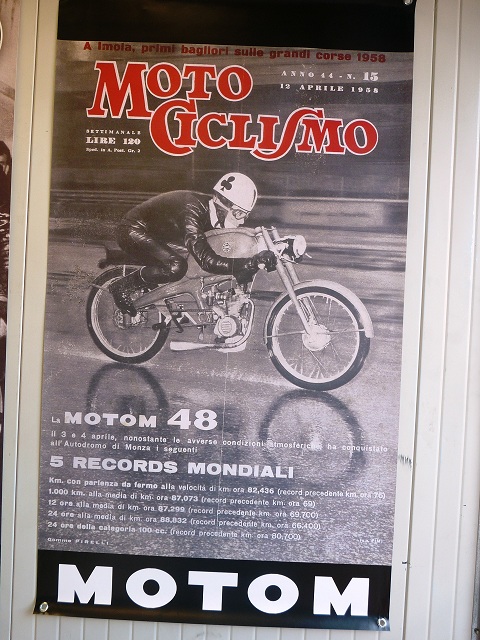 A Imola, primi bagliori sulle grandi corse 1958
MOTO
CICLISMO
ANNO 44 - N. 15
12 APRILE 1958
SETTIMANALE
LIRE 120
Sped. in A. Post. Gr. 2
La MOTOM 48
il 3 e 4 aprile, nonostante le avverse condizioni atmosferiche, ha conquistato
all'Autodromo di Monza i seguenti
5 RECORDS MONDIALI
Km. con partenza da fermo alla velocità di km. ora 82,436 (record precedente km. ora 76)
1.000 km. alla media di km. ora 87,073 (record precedente km. ora 69)
12 ore alla media di km. ora 87,299 (record precedente km. ora 69,700)
24 ore alla media di km. ora 88,832 (record precedente km. ora 66,400)
24 ore della categoria 100 cc. (record precedente km. ora 80,700)
Gomme PIRELLI
MOTOM